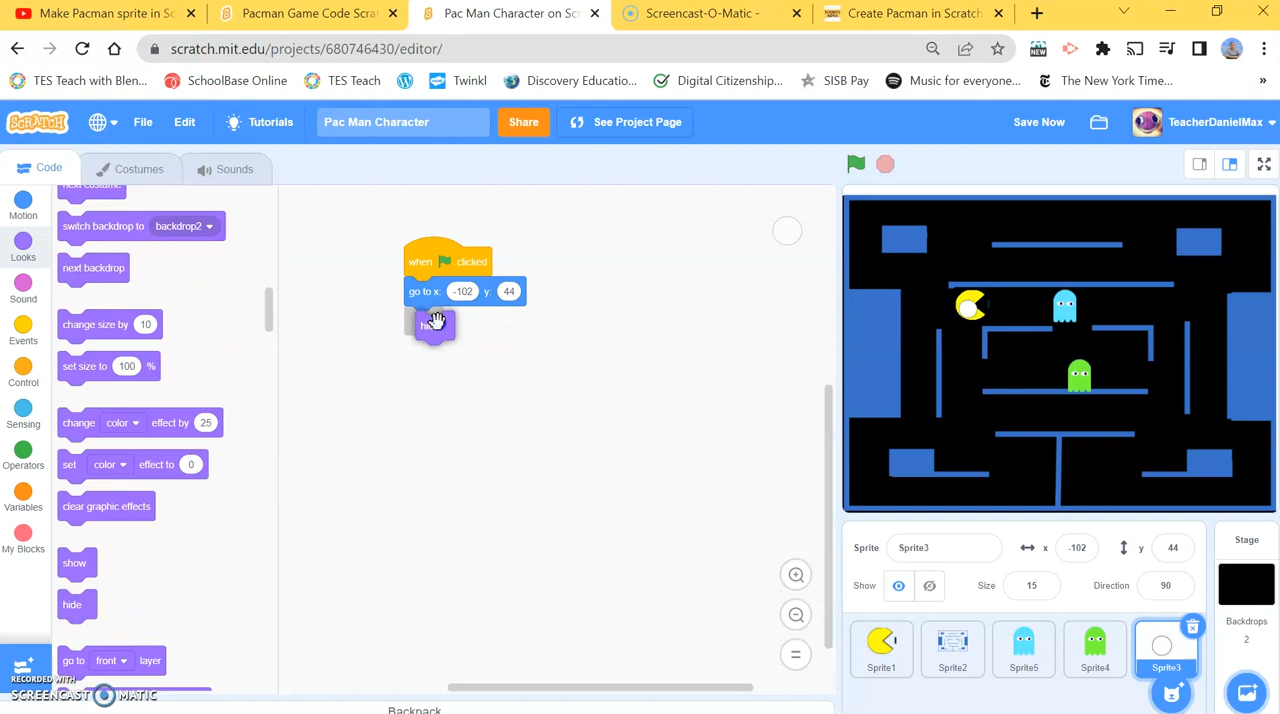 Make Pacman sprite in Sc
Pacman Game Code Scrat
Pac Man Character on Scr
Screencast-O-Matic -
Create Pacman in Scratch
scratch.mit.edu/projects/680746430/editor/
NEW
TES Teach with Blen...
SchoolBase Online
TES Teach
Twinkl
Discovery Educatio...
Digital Citizenship...
SISB Pay
Music for everyone...
The New York Time...
SCRATCH
File
Edit
Tutorials
Pac Man Character
Share
See Project Page
Save Now
TeacherDanielMax
Code
Costumes
Sounds
Motion
Looks
Sound
Events
Control
Sensing
Operators
Variables
My Blocks
next costume
switch backdrop to backdrop2
next backdrop
change size by 10
set size to 100 %
change color effect by 25
set color effect to 0
clear graphic effects
show
hide
go to front layer
when clicked
go to x: -102 y: 44
Sprite
Sprite3
x
-102
y
44
Show
Size
15
Direction
90
Sprite1
Sprite2
Sprite5
Sprite4
Sprite3
Stage
Backdrops
2
Backpack
RECORDED WITH
SCREENCAST MATIC